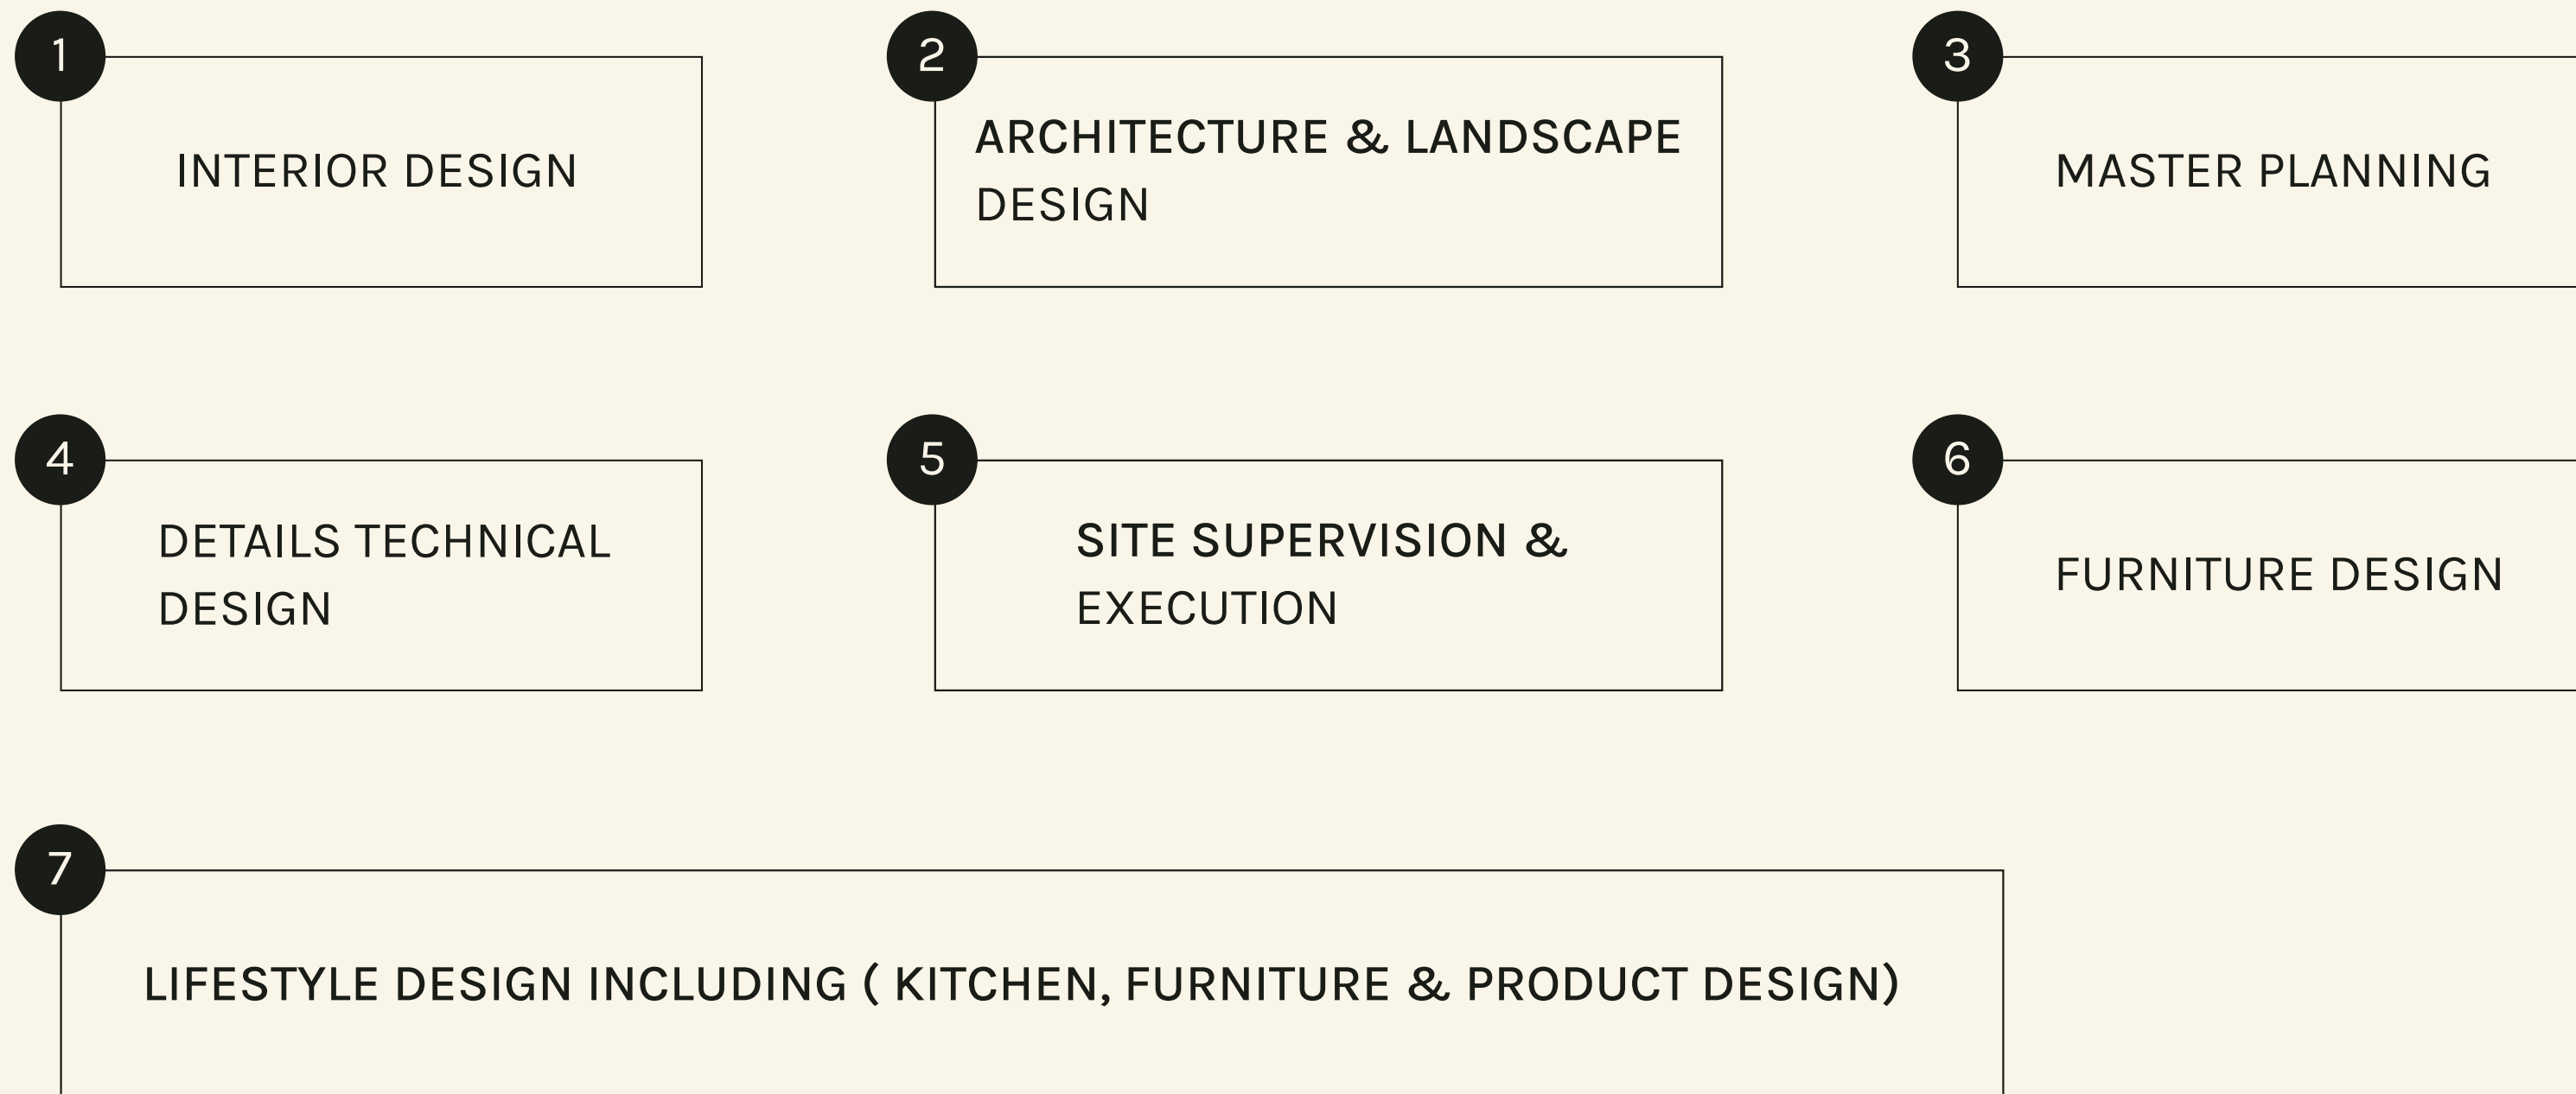 1
INTERIOR DESIGN
2
ARCHITECTURE & LANDSCAPE
DESIGN
3
MASTER PLANNING
4
DETAILS TECHNICAL
DESIGN
5
SITE SUPERVISION &
EXECUTION
6
FURNITURE DESIGN
7
LIFESTYLE DESIGN INCLUDING ( KITCHEN, FURNITURE & PRODUCT DESIGN)